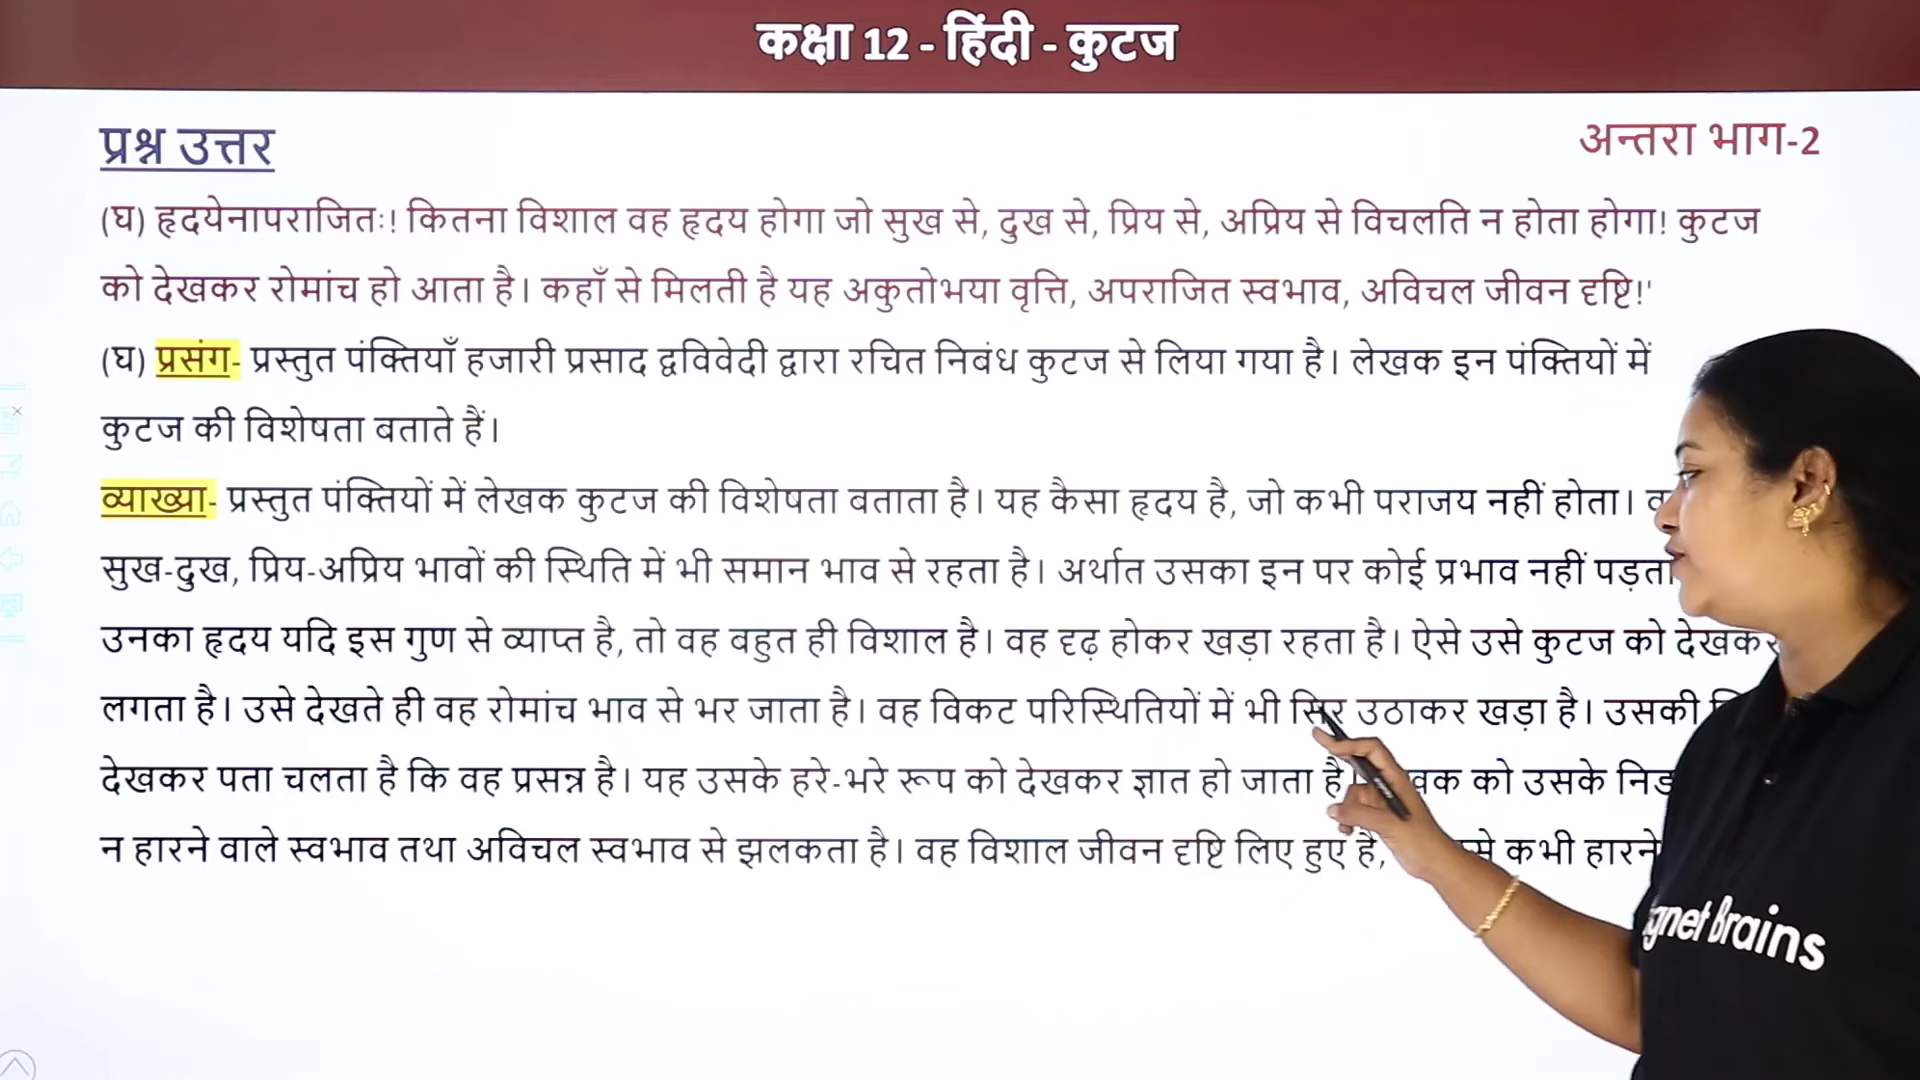 कक्षा 12 - हिंदी - कुटज
प्रश्न उत्तर
अन्तरा भाग-2
(घ) हृदयेनापराजितः! कितना विशाल वह हृदय होगा जो सुख से, दुख से, प्रिय से, अप्रिय से विचलति न होता होगा! कुटज
को देखकर रोमांच हो आता है। कहाँ से मिलती है यह अकुतोभया वृत्ति, अपराजित स्वभाव, अविचल जीवन दृष्टि!'
(घ) प्रसंग- प्रस्तुत पंक्तियाँ हजारी प्रसाद द्वविवेदी द्वारा रचित निबंध कुटज से लिया गया है। लेखक इन पंक्तियों में
कुटज की विशेषता बताते हैं।
व्याख्या- प्रस्तुत पंक्तियों में लेखक कुटज की विशेषता बताता है। यह कैसा हृदय है, जो कभी पराजय नहीं होता।
सुख-दुख, प्रिय-अप्रिय भावों की स्थिति में भी समान भाव से रहता है। अर्थात उसका इन पर कोई प्रभाव नहीं पड़ता
उनका हृदय यदि इस गुण से व्याप्त है, तो वह बहुत ही विशाल है। वह दृढ़ होकर खड़ा रहता है। ऐसे उसे कुटज को देखकर
लगता है। उसे देखते ही वह रोमांच भाव से भर जाता है। वह विकट परिस्थितियों में भी सिर उठाकर खड़ा है। उसकी
देखकर पता चलता है कि वह प्रसन्न है। यह उसके हरे-भरे रूप को देखकर ज्ञात हो जाता है। को उसके
न हारने वाले स्वभाव तथा अविचल स्वभाव से झलकता है। वह विशाल जीवन दृष्टि लिए हुए है, कभी हारने
Brains